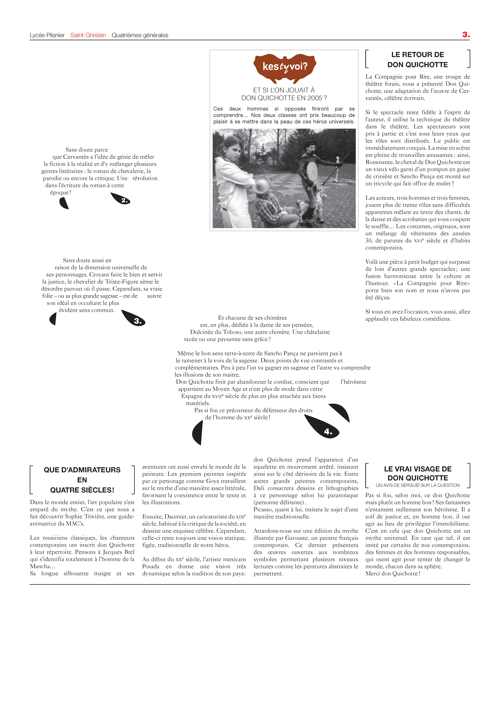 Lycée Plisnier Saint-Ghislain Quatrièmes générales
3.
kestyvoi?
ET SI L'ON JOUAIT À
DON QUICHOTTE EN 2005 ?
Ces deux hommes si opposés finiront par se
comprendre... Nos deux classes ont pris beaucoup de
plaisir à se mettre dans la peau de ces héros universels.
Sans doute parce
que Cervantès a l'idée de génie de mêler
la fiction à la réalité et d'y mélanger plusieurs
genres littéraires : le roman de chevalerie, la
parodie ou encore la critique. Une révolution
dans l'écriture du roman à cette
époque !
2.
Sans doute aussi en
raison de la dimension universelle de
ses personnages. Croyant faire le bien et servir
la justice, le chevalier de Triste-Figure sème le
désordre partout où il passe. Cependant, sa vraie
folie – ou sa plus grande sagesse – est de suivre
son idéal en occultant le plus
évident sens commun.
3.
Et chacune de ses chimères
est, en plus, dédiée à la dame de ses pensées,
Dulcinée du Toboso, une autre chimère. Une châtelaine
racée ou une paysanne sans grâce ?
Même le bon sens terre-à-terre de Sancho Pança ne parvient pas à
le ramener à la voix de la sagesse. Deux points de vue contrastés et
complémentaires. Peu à peu l'un va gagner en sagesse et l'autre va comprendre
les illusions de son maitre.
Don Quichotte finit par abandonner le combat, conscient que l'héroïsme
appartient au Moyen Age et n'est plus de mode dans cette
Espagne du XVIIe siècle de plus en plus attachée aux biens
matériels.
Pas si fou ce précurseur du défenseur des droits
de l'homme du XXe siècle !
4.
LE RETOUR DE
DON QUICHOTTE
La Compagnie pour Rire, une troupe de
théâtre forain, nous a présenté Don Qui-
chotte, une adaptation de l'œuvre de Cer-
vantès, célèbre écrivain.
Si le spectacle reste fidèle à l'esprit de
l'auteur, il utilise la technique du théâtre
dans le théâtre. Les spectateurs sont
pris à partie et c'est sous leurs yeux que
les rôles sont distribués. Le public est
immédiatement conquis. La mise en scène
est pleine de trouvailles amusantes : ainsi,
Rossinante, le cheval de Don Quichotte est
un vieux vélo garni d'un pompon en guise
de crinière et Sancho Pança est monté sur
un tricycle qui fait office de mulet !
Les acteurs, trois hommes et trois femmes,
jouent plus de trente rôles sans difficultés
apparentes mêlant au texte des chants, de
la danse et des acrobaties qui vous coupent
le souffle... Les costumes, originaux, sont
un mélange de vêtements des années
30, de parures du XVIe siècle et d'habits
contemporains.
Voilà une pièce à petit budget qui surpasse
de loin d'autres grands spectacles ; une
fusion harmonieuse entre la culture et
l'humour. «La Compagnie pour Rire»
porte bien son nom et nous n'avons pas
été déçus.
Si vous en avez l'occasion, vous aussi, allez
applaudir ces fabuleux comédiens.
QUE D'ADMIRATEURS
EN
QUATRE SIÈCLES !
Dans le monde entier, l'art populaire s'est
emparé du mythe. C'est ce que nous a
fait découvrir Sophie Trivière, une guide-
animatrice du MAC's.
Les musiciens classiques, les chanteurs
contemporains ont inscrit don Quichotte
à leur répertoire. Pensons à Jacques Brel
qui s'identifia totalement à l'homme de la
Mancha...
Sa longue silhouette maigre et ses
aventures ont aussi envahi le monde de la
peinture. Les premiers peintres inspirés
par ce personage comme Goya travaillent
sur le mythe d'une manière assez littérale,
favorisant la coexistence entre le texte et
les illustrations.
Ensuite, Daumier, un caricaturiste du XIXe
siècle, habitué à la critique de la société, en
dessine une esquisse célèbre. Cependant,
celle-ci reste toujours une vision statique,
figée, traditionnelle de notre héros.
Au début du XXe siècle, l'artiste mexicain
Posada en donne une vision très
dynamique selon la tradition de son pays :
don Quichotte prend l'apparence d'un
squelette en mouvement arrêté, insistant
ainsi sur le côté dérisoire de la vie. Entre
autres grands peintres contemporains,
Dali consacrera dessins et lithographies
à ce personnage selon lui paranoïaque
(personne délirante) .
Picasso, quant à lui, traitera le sujet d'une
manière traditionnelle.
Attardons-nous sur une édition du mythe
illustrée par Garouste, un peintre français
contemporain. Ce dernier présentera
des œuvres ouvertes aux nombreux
symboles permettant plusieurs niveaux
lectures comme les peintures abstraites le
permettent.
LE VRAI VISAGE DE
DON QUICHOTTE
UN AMIS DE SERGUE SUR LA QUESTION
Pas si fou, selon moi, ce don Quichotte
mais plutôt un homme bon ! Ses fantasmes
n'entament nullement son héroïsme. Il a
soif de justice et, en homme bon, il ose
agir au lieu de privilégier l'immobilisme.
C'est en cela que don Quichotte est un
mythe universel. En tant que tel, il est
imité par certains de nos contemporains,
des femmes et des hommes responsables,
qui osent agir pour tenter de changer le
monde, chacun dans sa sphère.
Merci don Quichotte !